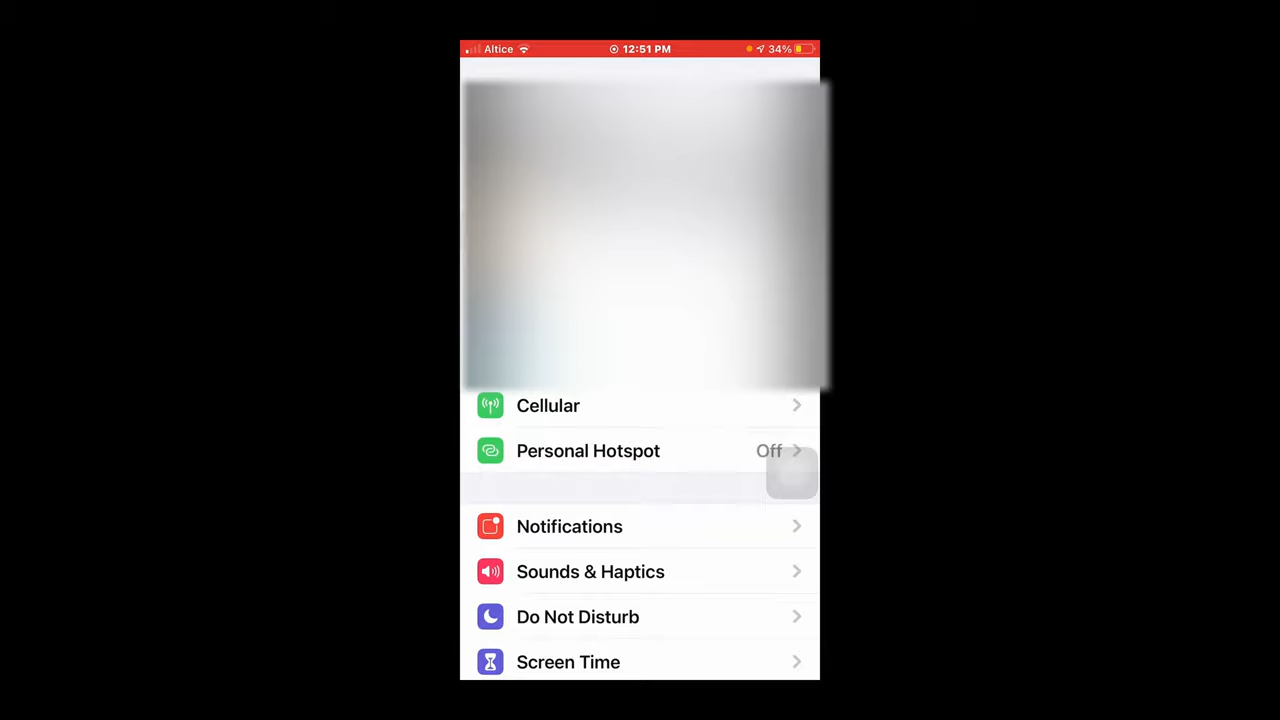 Altice 12:51 PM 34%
Cellular
Personal Hotspot Off
Notifications
Sounds & Haptics
Do Not Disturb
Screen Time